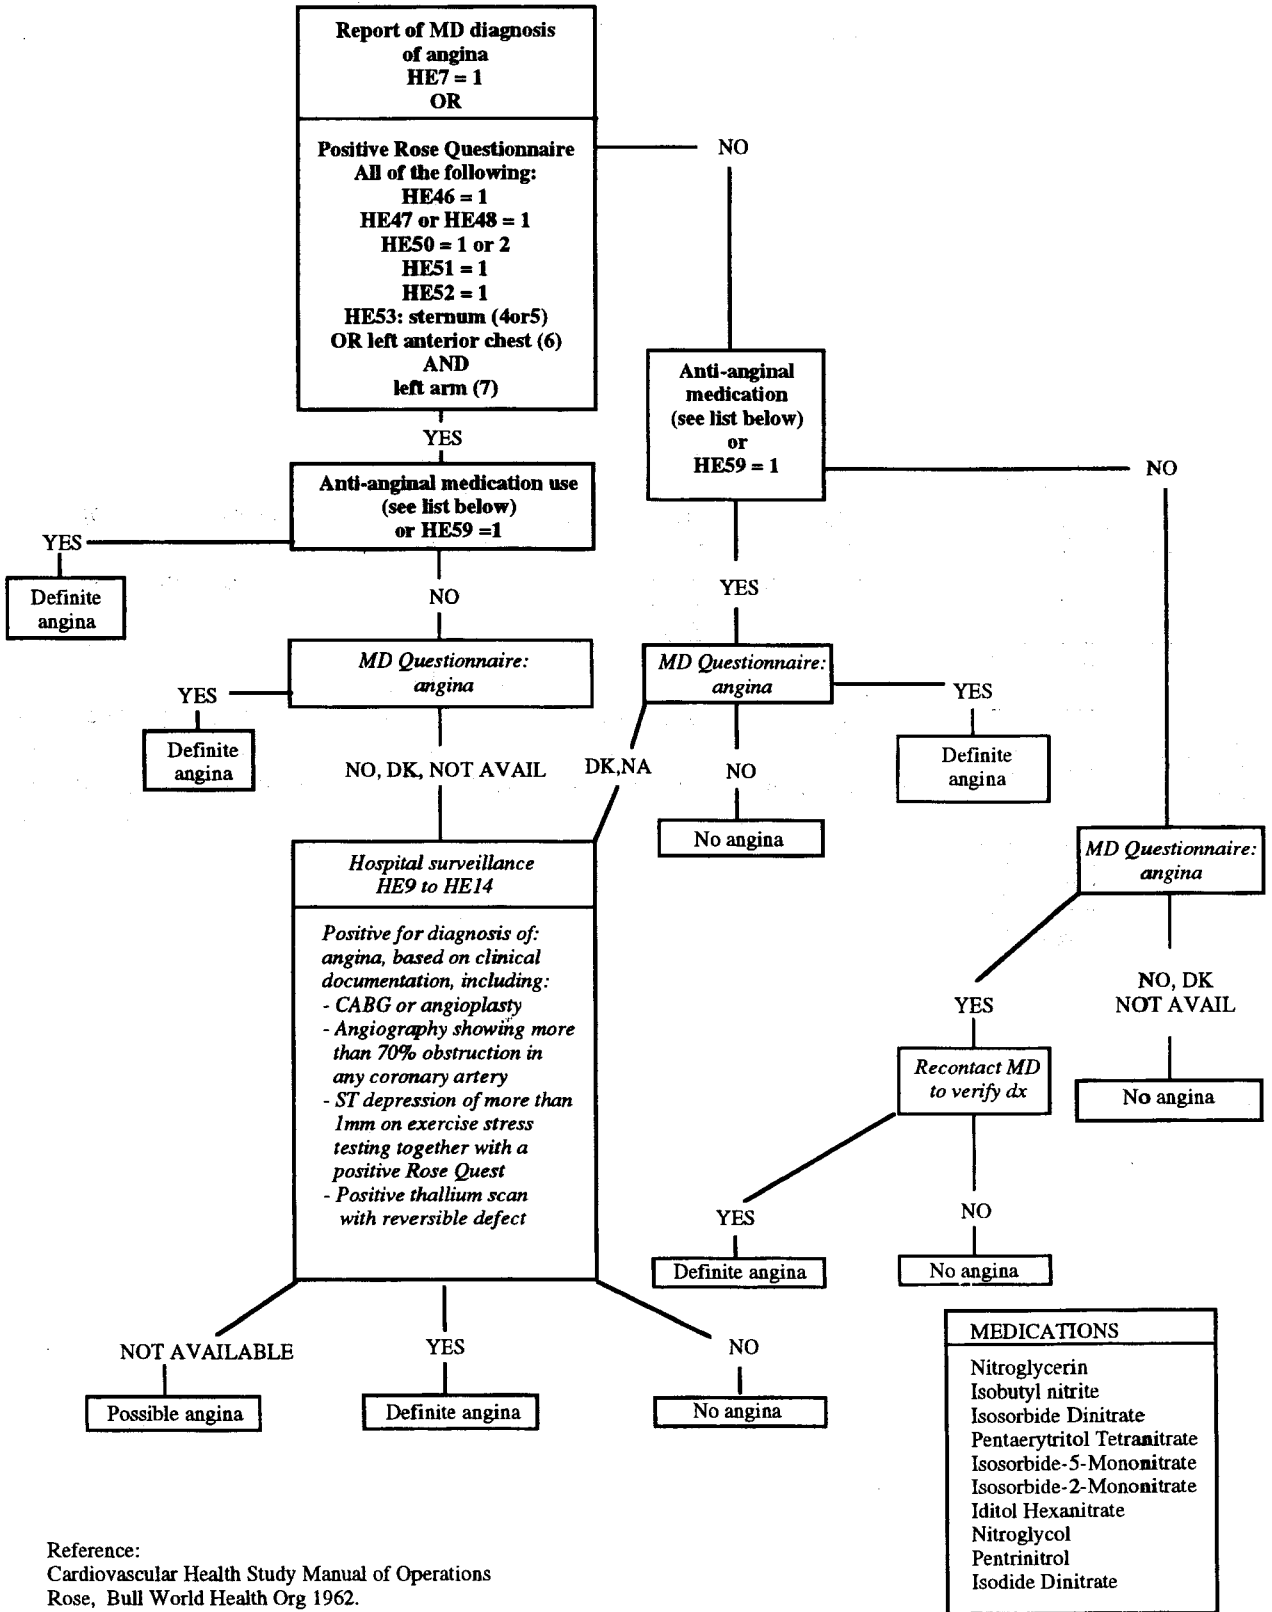 Report of MD diagnosis
of angina
HE7 = 1
OR
Positive Rose Questionnaire
All of the following:
HE46 = 1
HE47 or HE48 = 1
HE50 = 1 or 2
HE51 = 1
HE52 = 1
HE53: sternum (4or5)
OR left anterior chest (6)
AND
left arm (7)
NO
YES
Anti-anginal
medication
(see list below)
or
HE59 = 1
NO
Anti-anginal medication use
(see list below)
or HE59 =1
YES
Definite
angina
NO
YES
MD Questionnaire:
angina
YES
Definite
angina
NO, DK, NOT AVAIL
MD Questionnaire:
angina
DK,NA
NO
No angina
YES
Definite
angina
MD Questionnaire:
angina
YES
NO, DK
NOT AVAIL
No angina
Recontact MD
to verify dx
YES
Definite angina
NO
No angina
Hospital surveillance
HE9 to HE14
Positive for diagnosis of:
angina, based on clinical
documentation, including:
- CABG or angioplasty
- Angiography showing more
than 70% obstruction in
any coronary artery
- ST depression of more than
1mm on exercise stress
testing together with a
positive Rose Quest
- Positive thallium scan
with reversible defect
NOT AVAILABLE
Possible angina
YES
Definite angina
NO
No angina
MEDICATIONS
Nitroglycerin
Isobutyl nitrite
Isosorbide Dinitrate
Pentaerytritol Tetranitrate
Isosorbide-5-Mononitrate
Isosorbide-2-Mononitrate
Iditol Hexanitrate
Nitroglycol
Pentrinitrol
Isodide Dinitrate
Reference:
Cardiovascular Health Study Manual of Operations
Rose, Bull World Health Org 1962.